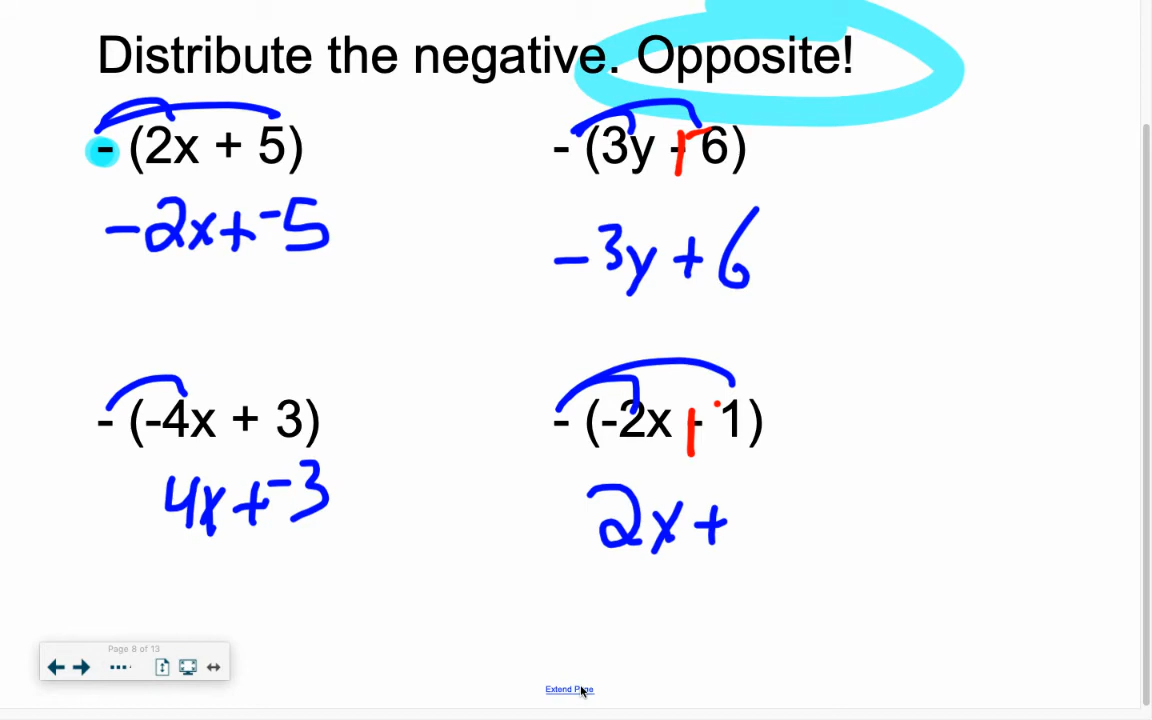 Distribute the negative. Opposite!
- (2x + 5)
- (3y - 6)
-2x+-5
-3y+6
- (-4x + 3)
- (-2x - 1)
4x+-3
2x+
Page 8 of 13
Extend Page